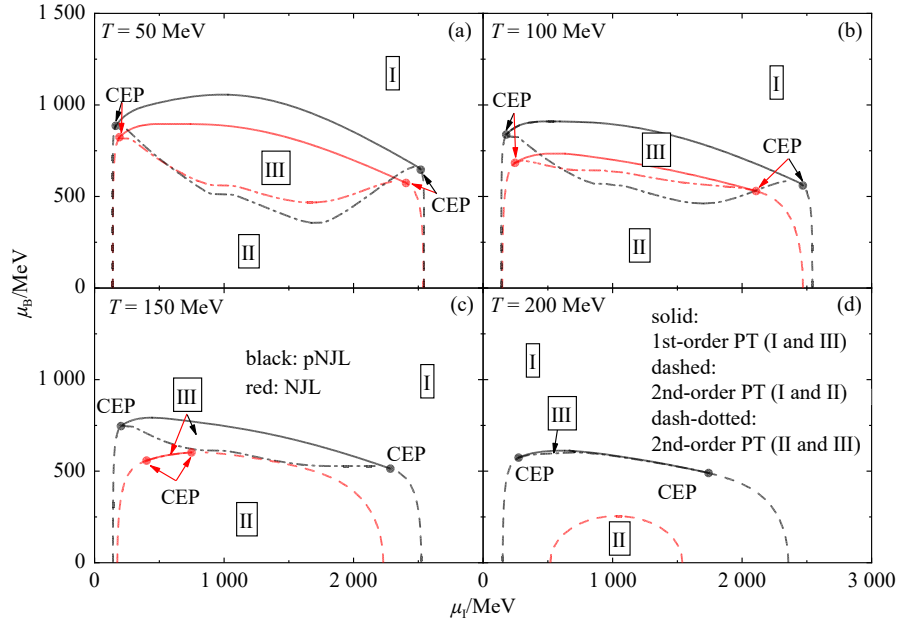 1 500
T = 50 MeV
(a)
I
CEP
1 000
III
500
CEP
II
0
T = 100 MeV
(b)
I
CEP
III
CEP
II
μB/MeV
T = 150 MeV
(c)
black: pNJL
red: NJL
I
1 000
III
CEP
CEP
500
CEP
II
0
0
1 000
2 000
T = 200 MeV
(d)
solid:
1st-order PT (I and III)
dashed:
2nd-order PT (I and II)
dash-dotted:
2nd-order PT (II and III)
I
III
CEP
CEP
II
0
1 000
2 000
3 000
μI/MeV